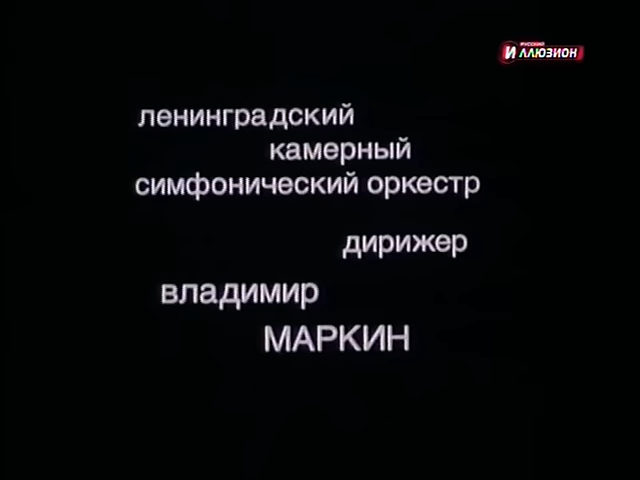 РУССКИЙ
ИЛЛЮЗИОН
ленинградский
камерный
симфонический оркестр
дирижер
владимир
МАРКИН